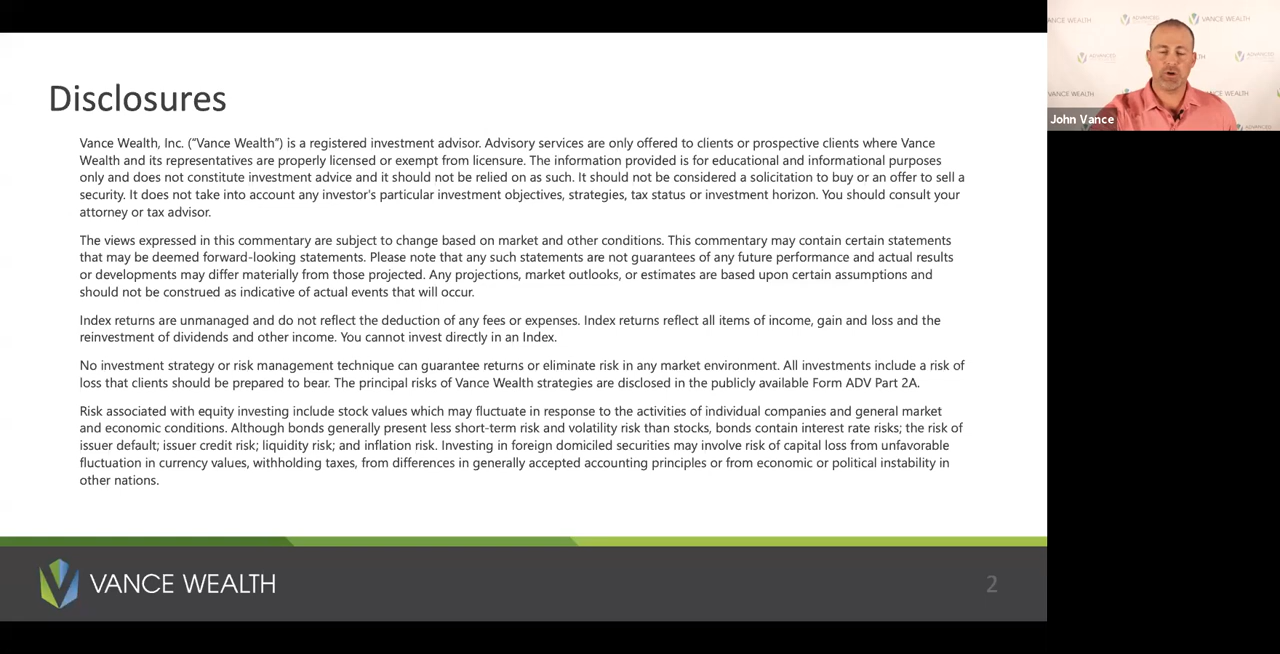 Disclosures
Vance Wealth, Inc. (“Vance Wealth”) is a registered investment advisor. Advisory services are only offered to clients or prospective clients where Vance
Wealth and its representatives are properly licensed or exempt from licensure. The information provided is for educational and informational purposes
only and does not constitute investment advice and it should not be relied on as such. It should not be considered a solicitation to buy or an offer to sell a
security. It does not take into account any investor's particular investment objectives, strategies, tax status or investment horizon. You should consult your
attorney or tax advisor.
The views expressed in this commentary are subject to change based on market and other conditions. This commentary may contain certain statements
that may be deemed forward-looking statements. Please note that any such statements are not guarantees of any future performance and actual results
or developments may differ materially from those projected. Any projections, market outlooks, or estimates are based upon certain assumptions and
should not be construed as indicative of actual events that will occur.
Index returns are unmanaged and do not reflect the deduction of any fees or expenses. Index returns reflect all items of income, gain and loss and the
reinvestment of dividends and other income. You cannot invest directly in an Index.
No investment strategy or risk management technique can guarantee returns or eliminate risk in any market environment. All investments include a risk of
loss that clients should be prepared to bear. The principal risks of Vance Wealth strategies are disclosed in the publicly available Form ADV Part 2A.
Risk associated with equity investing include stock values which may fluctuate in response to the activities of individual companies and general market
and economic conditions. Although bonds generally present less short-term risk and volatility risk than stocks, bonds contain interest rate risks; the risk of
issuer default; issuer credit risk; liquidity risk; and inflation risk. Investing in foreign domiciled securities may involve risk of capital loss from unfavorable
fluctuation in currency values, withholding taxes, from differences in generally accepted accounting principles or from economic or political instability in
other nations.
VANCE WEALTH
2
VANCE WEALTH
ADVANCED
VANCE WEALTH
ADVANCED
ADVANCED
VANCE WEALTH
VANCE WEALTH
John Vance
ADVANCED